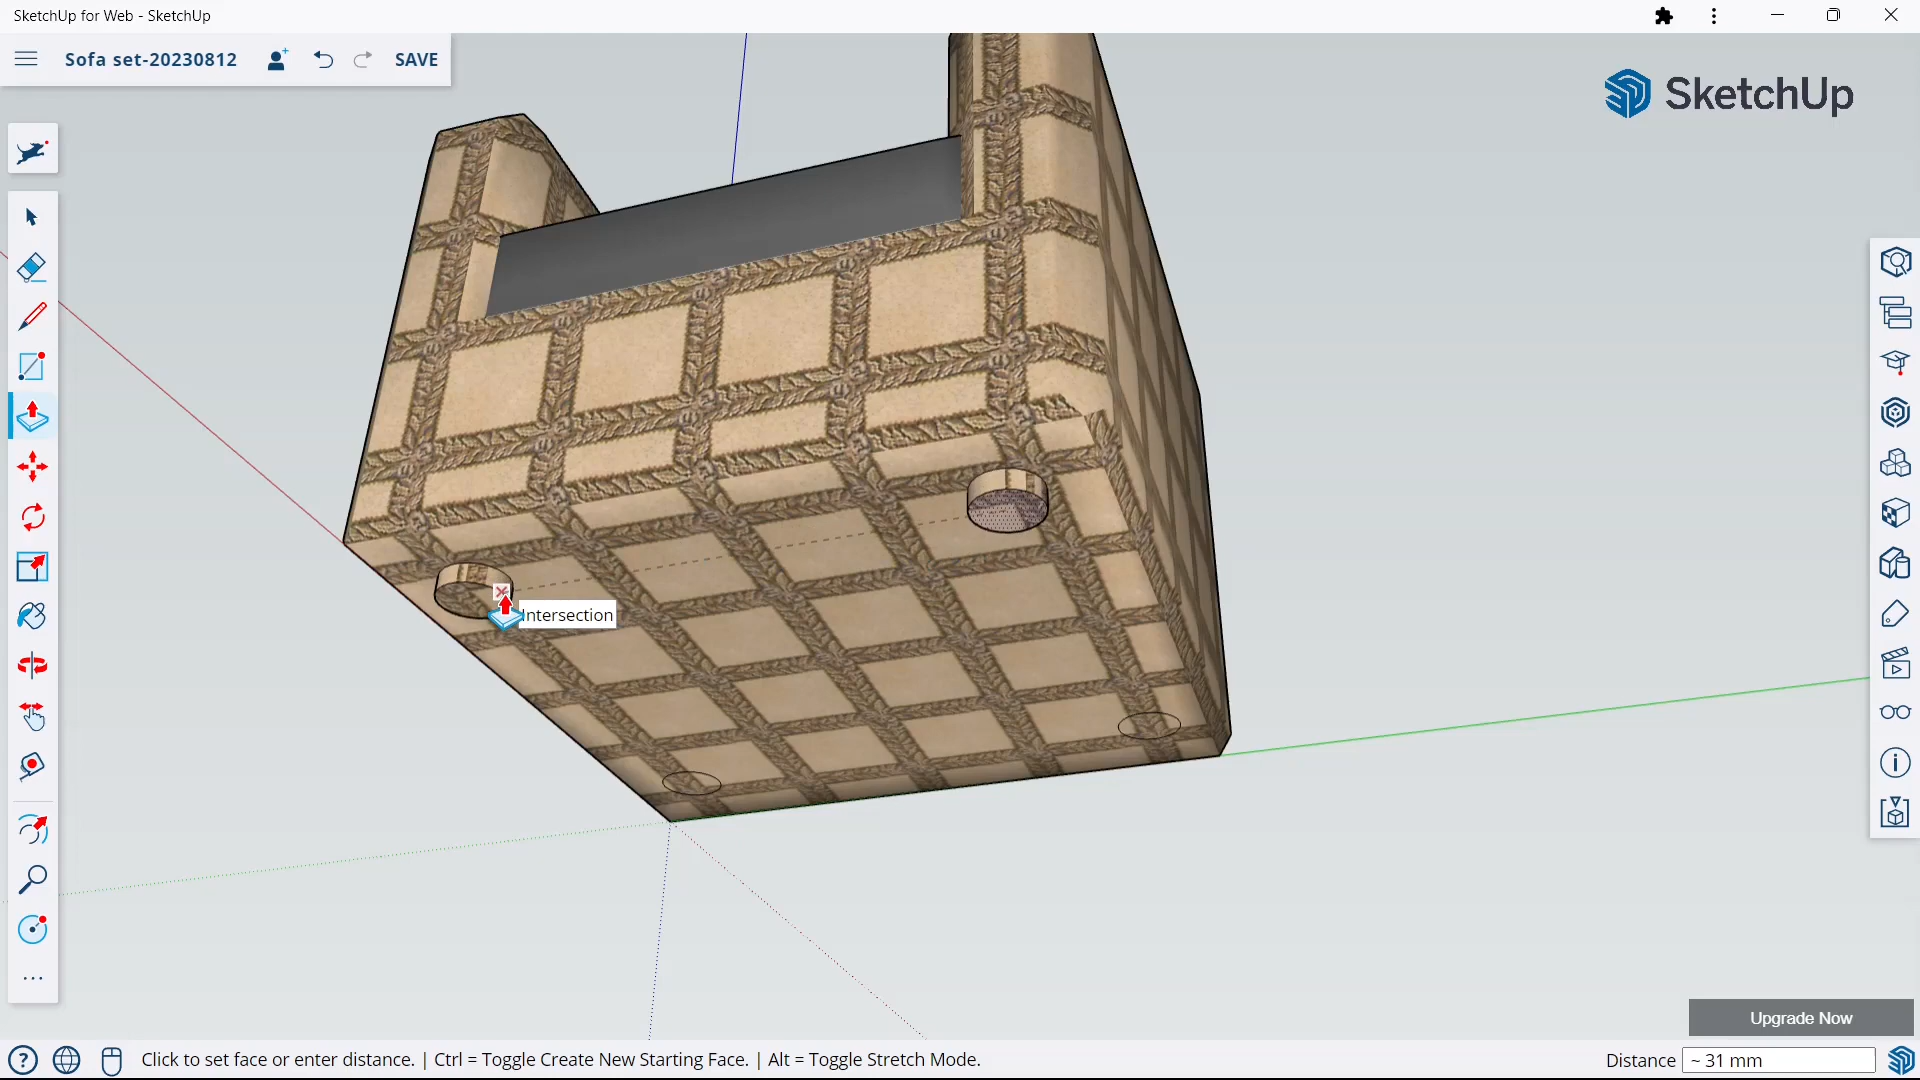 SketchUp for Web - SketchUp
Sofa set-20230812
SAVE
SketchUp
Intersection
Upgrade Now
Click to set face or enter distance. | Ctrl = Toggle Create New Starting Face. | Alt = Toggle Stretch Mode.
Distance ~ 31 mm